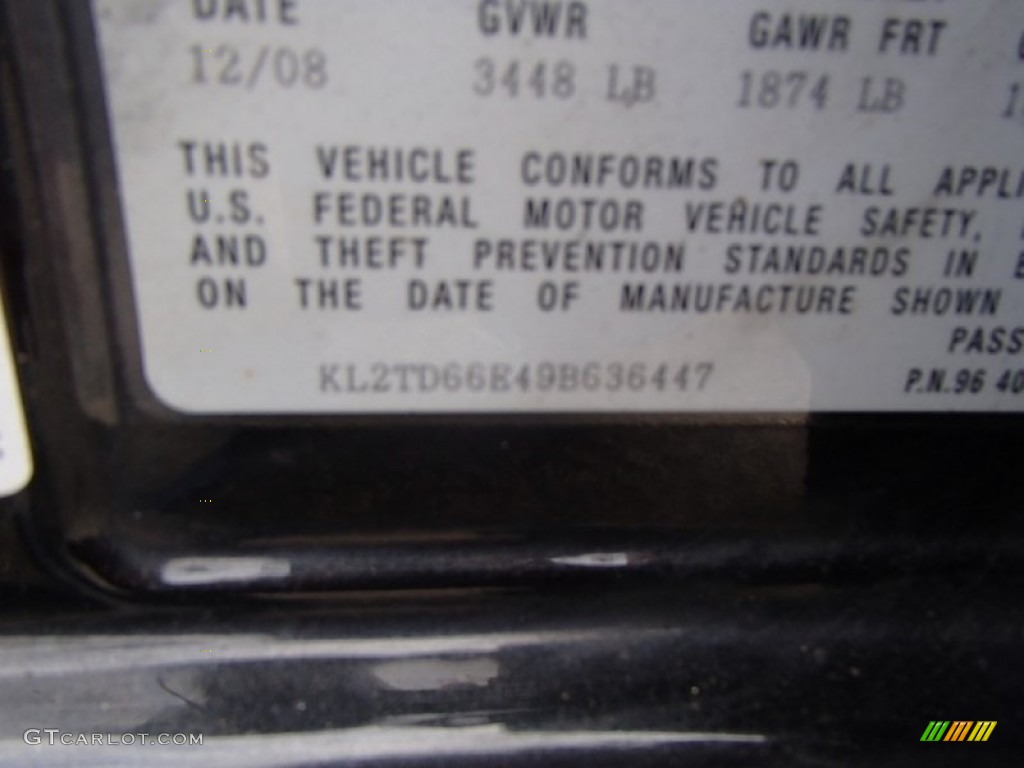 DATE GVWR GAWR FRT
12/08 3448 LB 1874 LB
THIS VEHICLE CONFORMS TO ALL
U.S. FEDERAL MOTOR VEHICLE SAFETY,
AND THEFT PREVENTION STANDARDS IN
ON THE DATE OF MANUFACTURE SHOWN
PASS
KL2TD66E49B636447 P.N.96 40
GTCARLOT.COM